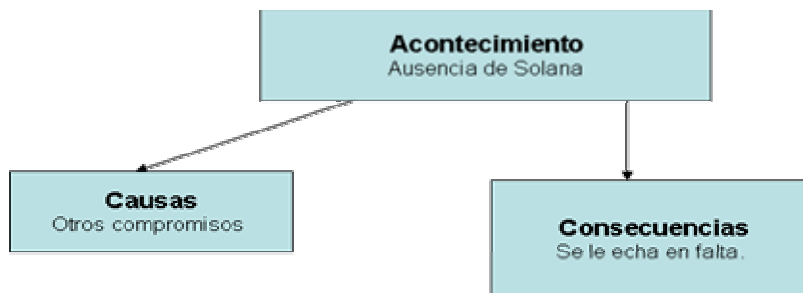 Acontecimiento
Ausencia de Solana
Causas
Otros compromisos
Consecuencias
Se le echa en falta.